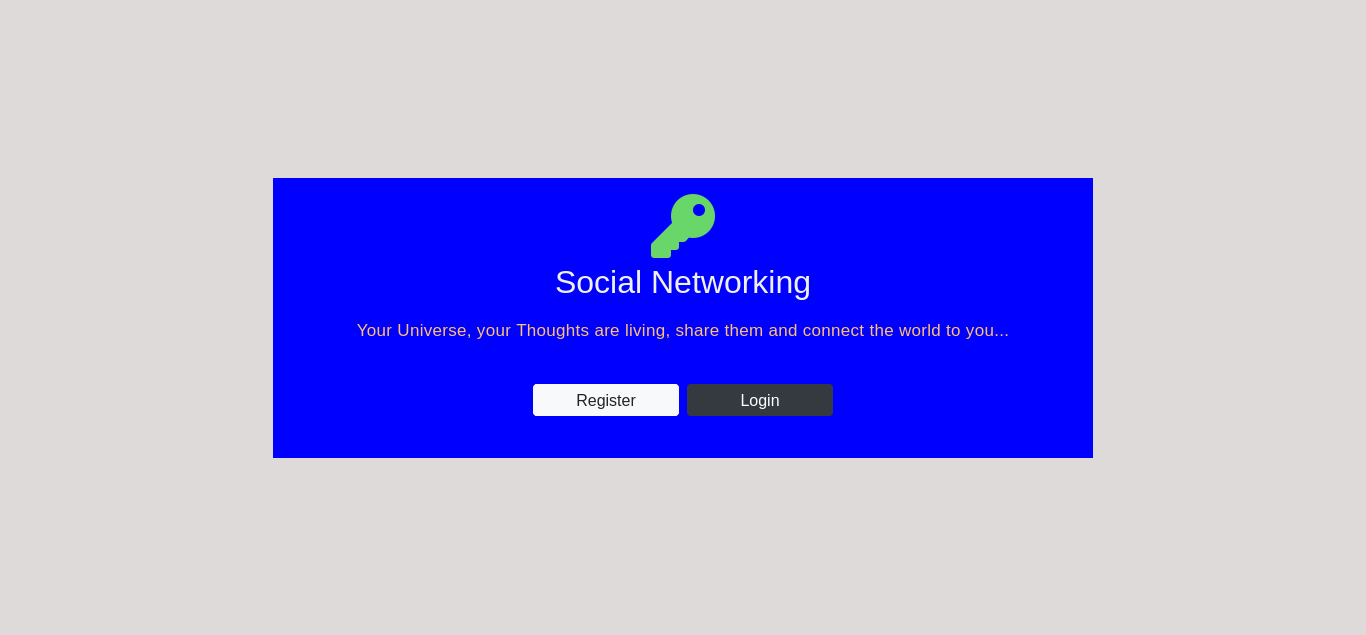 Social Networking
Your Universe, your Thoughts are living, share them and connect the world to you...
Register
Login